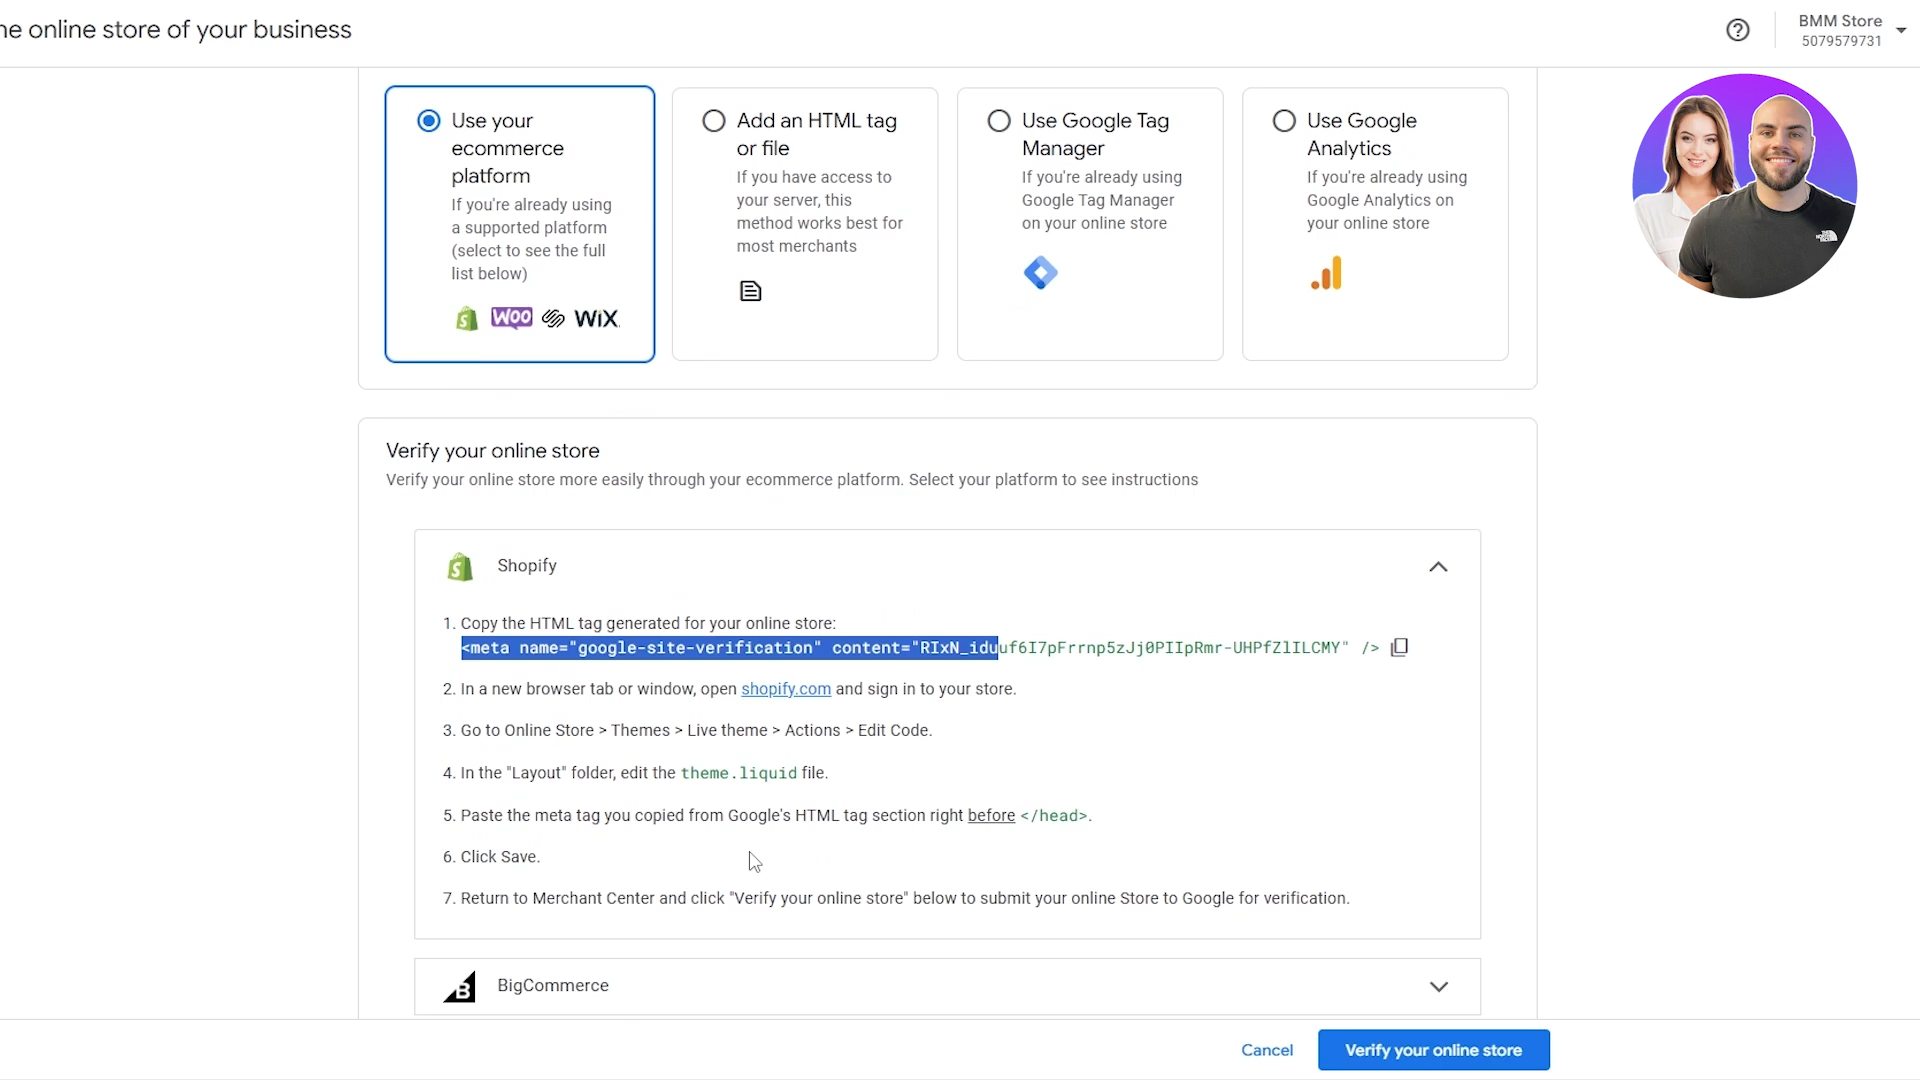 ne online store of your business
BMM Store
5079579731
Use your
ecommerce
platform
If you're already using
a supported platform
(select to see the full
list below)
WOO WiX
Add an HTML tag
or file
If you have access to
your server, this
method works best for
most merchants
Use Google Tag
Manager
If you're already using
Google Tag Manager
on your online store
Use Google
Analytics
If you're already using
Google Analytics on
your online store
Verify your online store
Verify your online store more easily through your ecommerce platform. Select your platform to see instructions
Shopify
1. Copy the HTML tag generated for your online store:
<meta name="google-site-verification" content="RIxN_iduuf6I7pFrrnp5zJj0PIIpRmr-UHPfZlILCMY" />
2. In a new browser tab or window, open shopify.com and sign in to your store.
3. Go to Online Store > Themes > Live theme > Actions > Edit Code.
4. In the "Layout" folder, edit the theme.liquid file.
5. Paste the meta tag you copied from Google's HTML tag section right before </head>.
6. Click Save.
7. Return to Merchant Center and click "Verify your online store" below to submit your online Store to Google for verification.
BigCommerce
Cancel
Verify your online store